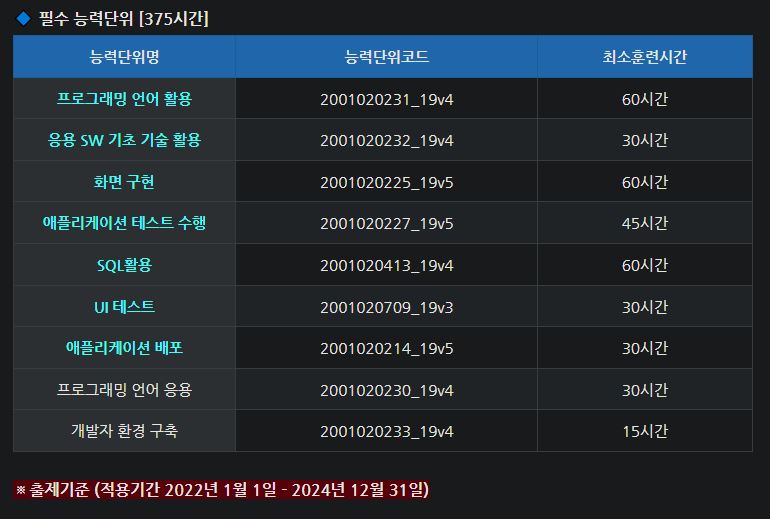 필수 능력단위 [375시간]
능력단위명 능력단위코드 최소훈련시간
프로그래밍 언어 활용 2001020231_19v4 60시간
응용 SW 기초 기술 활용 2001020232_19v4 30시간
화면 구현 2001020225_19v5 60시간
애플리케이션 테스트 수행 2001020227_19v5 45시간
SQL활용 2001020413_19v4 60시간
UI 테스트 2001020709_19v3 30시간
애플리케이션 배포 2001020214_19v5 30시간
프로그래밍 언어 응용 2001020230_19v4 30시간
개발자 환경 구축 2001020233_19v4 15시간
※ 출제기준 (적용기간 2022년 1월 1일 - 2024년 12월 31일)